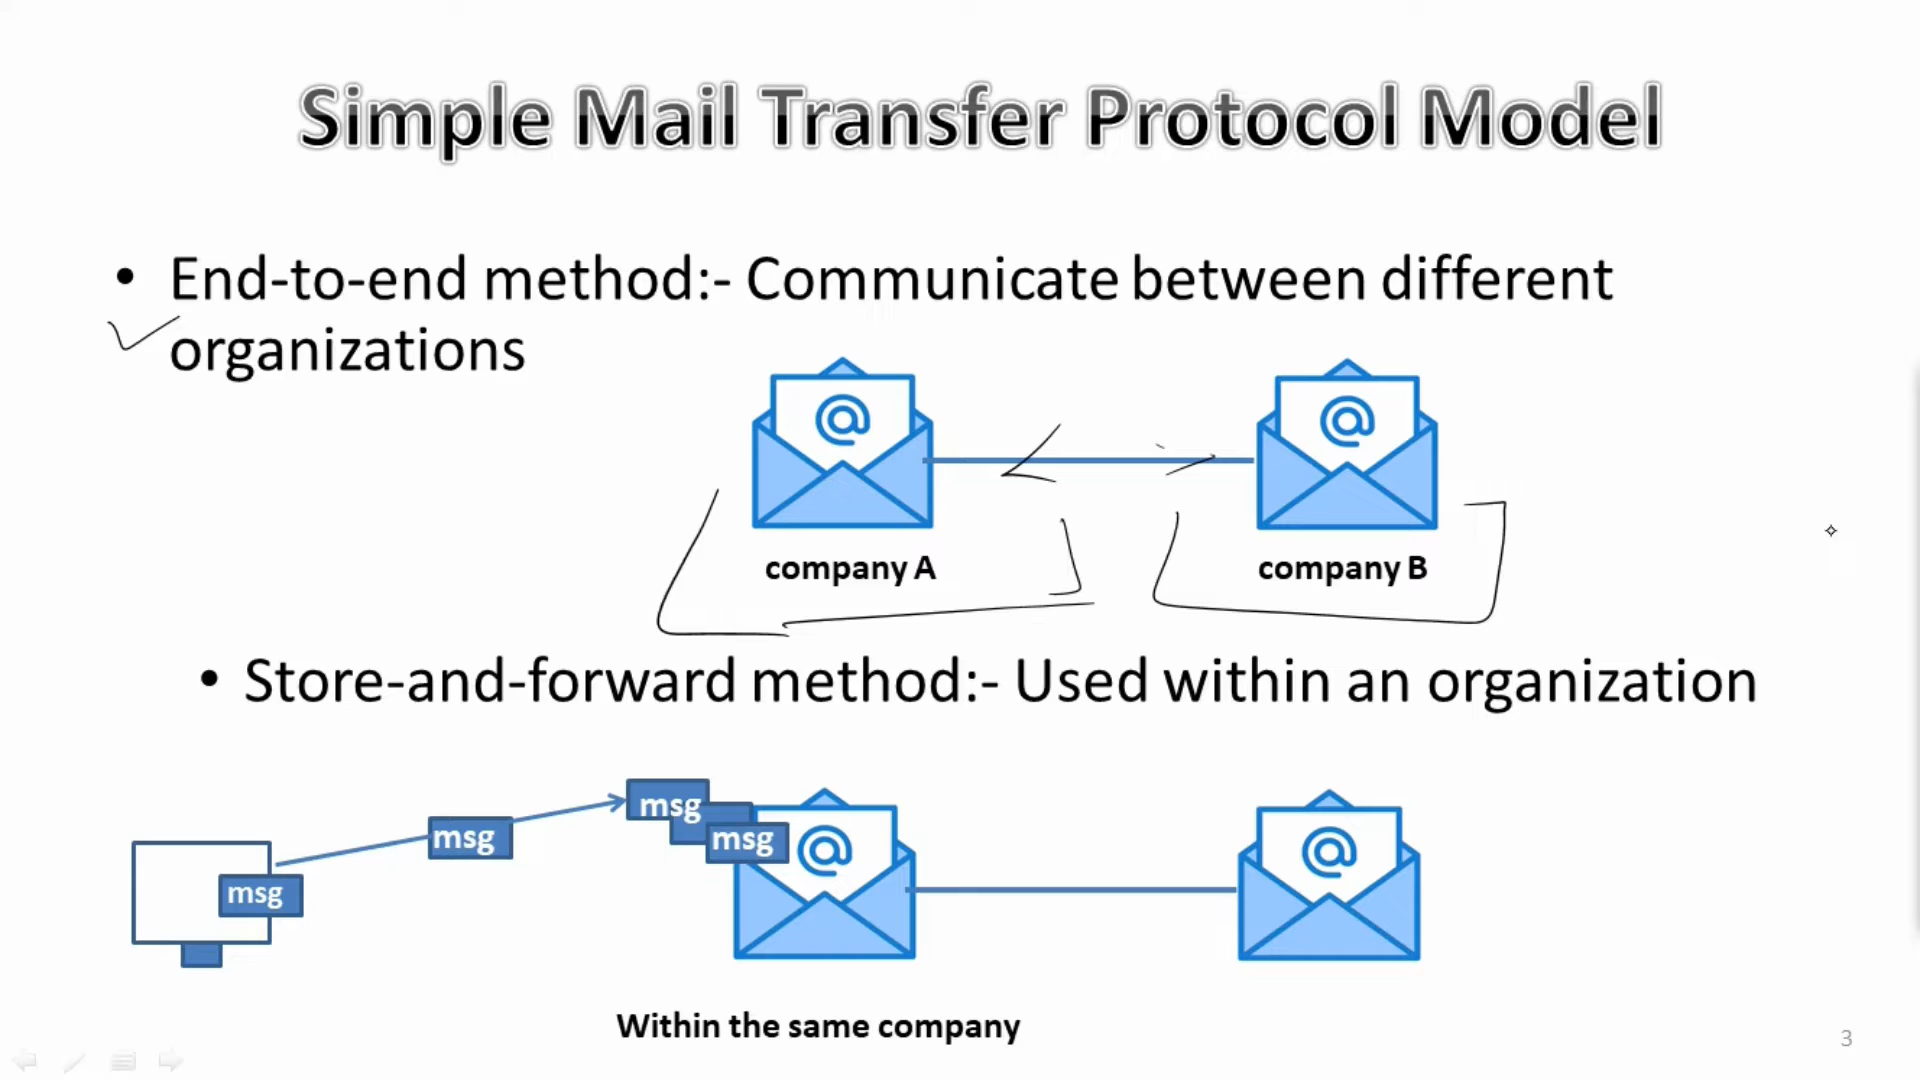 Simple Mail Transfer Protocol Model
• End-to-end method:- Communicate between different
organizations
@
@
company A
company B
• Store-and-forward method:- Used within an organization
msg
msg
msg
msg
@
@
Within the same company
3